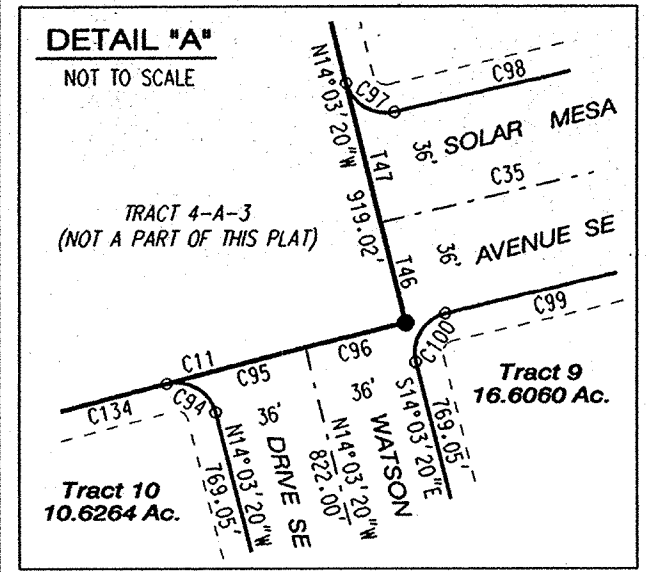 DETAIL "A"
NOT TO SCALE
N14°03'20"W
919.02'
T47
T46
C97
C98
36'
SOLAR MESA
C35
36'
AVENUE SE
TRACT 4-A-3
(NOT A PART OF THIS PLAT)
C99
C100
C11
C95
C96
C134
C94
36'
36'
Tract 9
16.6060 Ac.
S14°03'20"E
769.05'
WATSON
N14°03'20"W
822.00'
DRIVE SE
N14°03'20"W
769.05'
Tract 10
10.6264 Ac.